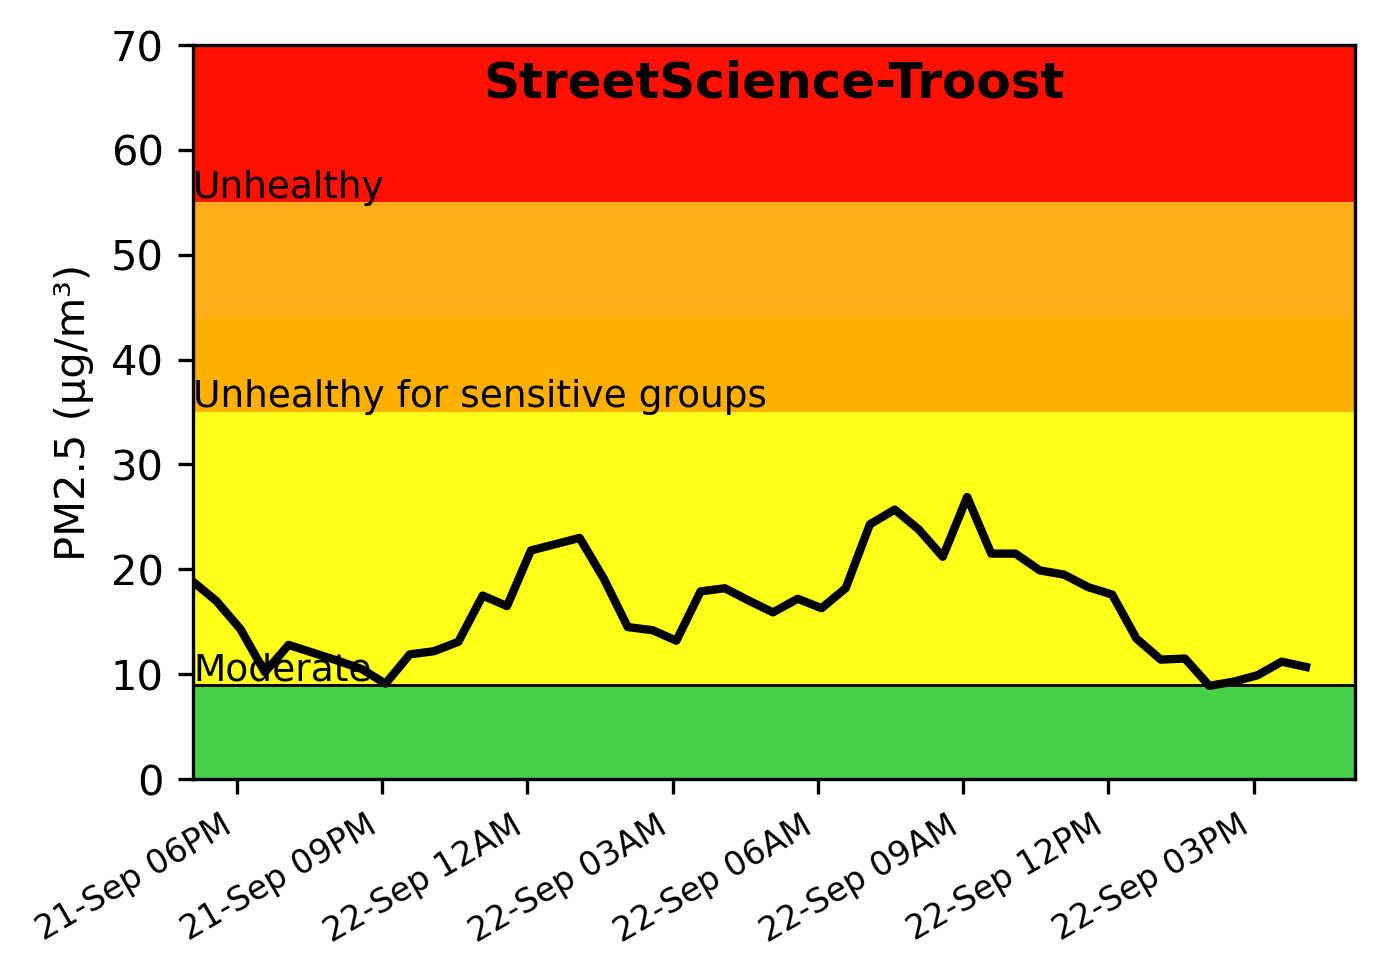 StreetScience-Troost
70
60
Unhealthy
50
40
Unhealthy for sensitive groups
30
20
10
Moderate
0
PM2.5 (µg/m³)
21-Sep 06PM
21-Sep 09PM
22-Sep 12AM
22-Sep 03AM
22-Sep 06AM
22-Sep 09AM
22-Sep 12PM
22-Sep 03PM